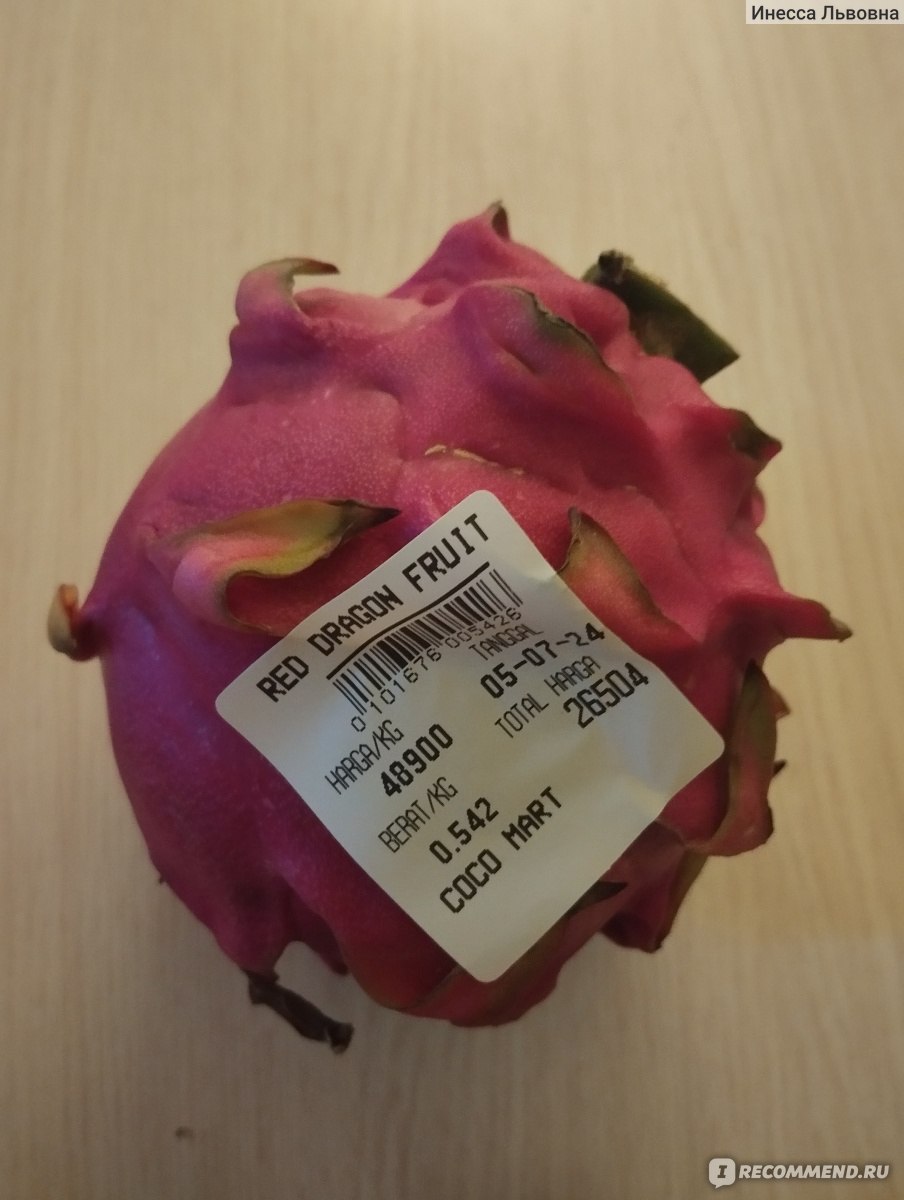 Инесса Львовна
RED DRAGON FRUIT
0101676005426
TANGGAL
05-07-24
HARGA/KG
48900
TOTAL HARGA
26504
BERAT/KG
0.542
COCO MART
IRECOMMEND.RU